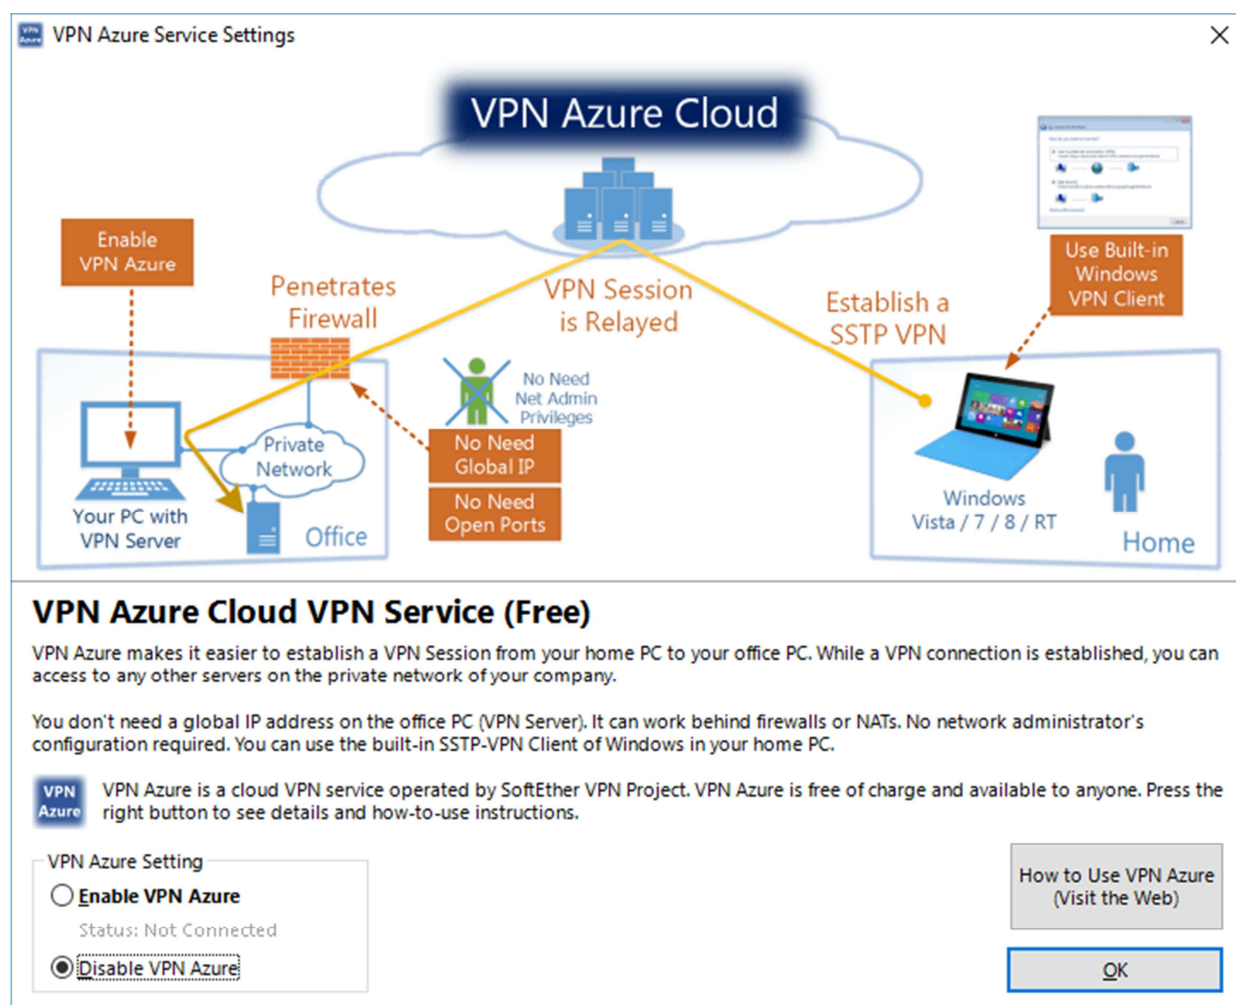 VPN Azure
VPN Azure Service Settings
VPN Azure Cloud
Enable
VPN Azure
Penetrates
Firewall
VPN Session
is Relayed
Establish a
SSTP VPN
Use Built-in
Windows
VPN Client
No Need
Net Admin
Privileges
No Need
Global IP
No Need
Open Ports
Private
Network
Your PC with
VPN Server
Office
Windows
Vista / 7 / 8 / RT
Home
VPN Azure Cloud VPN Service (Free)
VPN Azure makes it easier to establish a VPN Session from your home PC to your office PC. While a VPN connection is established, you can
access to any other servers on the private network of your company.
You don't need a global IP address on the office PC (VPN Server). It can work behind firewalls or NATs. No network administrator's
configuration required. You can use the built-in SSTP-VPN Client of Windows in your home PC.
VPN
Azure
VPN Azure is a cloud VPN service operated by SoftEther VPN Project. VPN Azure is free of charge and available to anyone. Press the
right button to see details and how-to-use instructions.
VPN Azure Setting
Enable VPN Azure
Status: Not Connected
Disable VPN Azure
How to Use VPN Azure
(Visit the Web)
OK